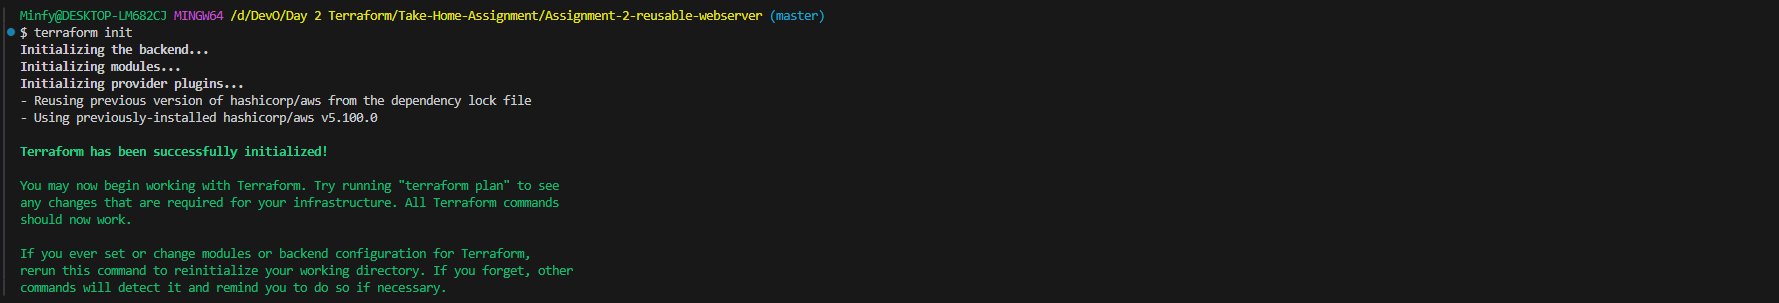 Minfy@DESKTOP-LM682CJ MINGW64 /d/DevO/Day 2 Terraform/Take-Home-Assignment/Assignment-2-reusable-webserver (master)
$ terraform init
Initializing the backend...
Initializing modules...
Initializing provider plugins...
- Reusing previous version of hashicorp/aws from the dependency lock file
- Using previously-installed hashicorp/aws v5.100.0
Terraform has been successfully initialized!
You may now begin working with Terraform. Try running "terraform plan" to see
any changes that are required for your infrastructure. All Terraform commands
should now work.
If you ever set or change modules or backend configuration for Terraform,
rerun this command to reinitialize your working directory. If you forget, other
commands will detect it and remind you to do so if necessary.